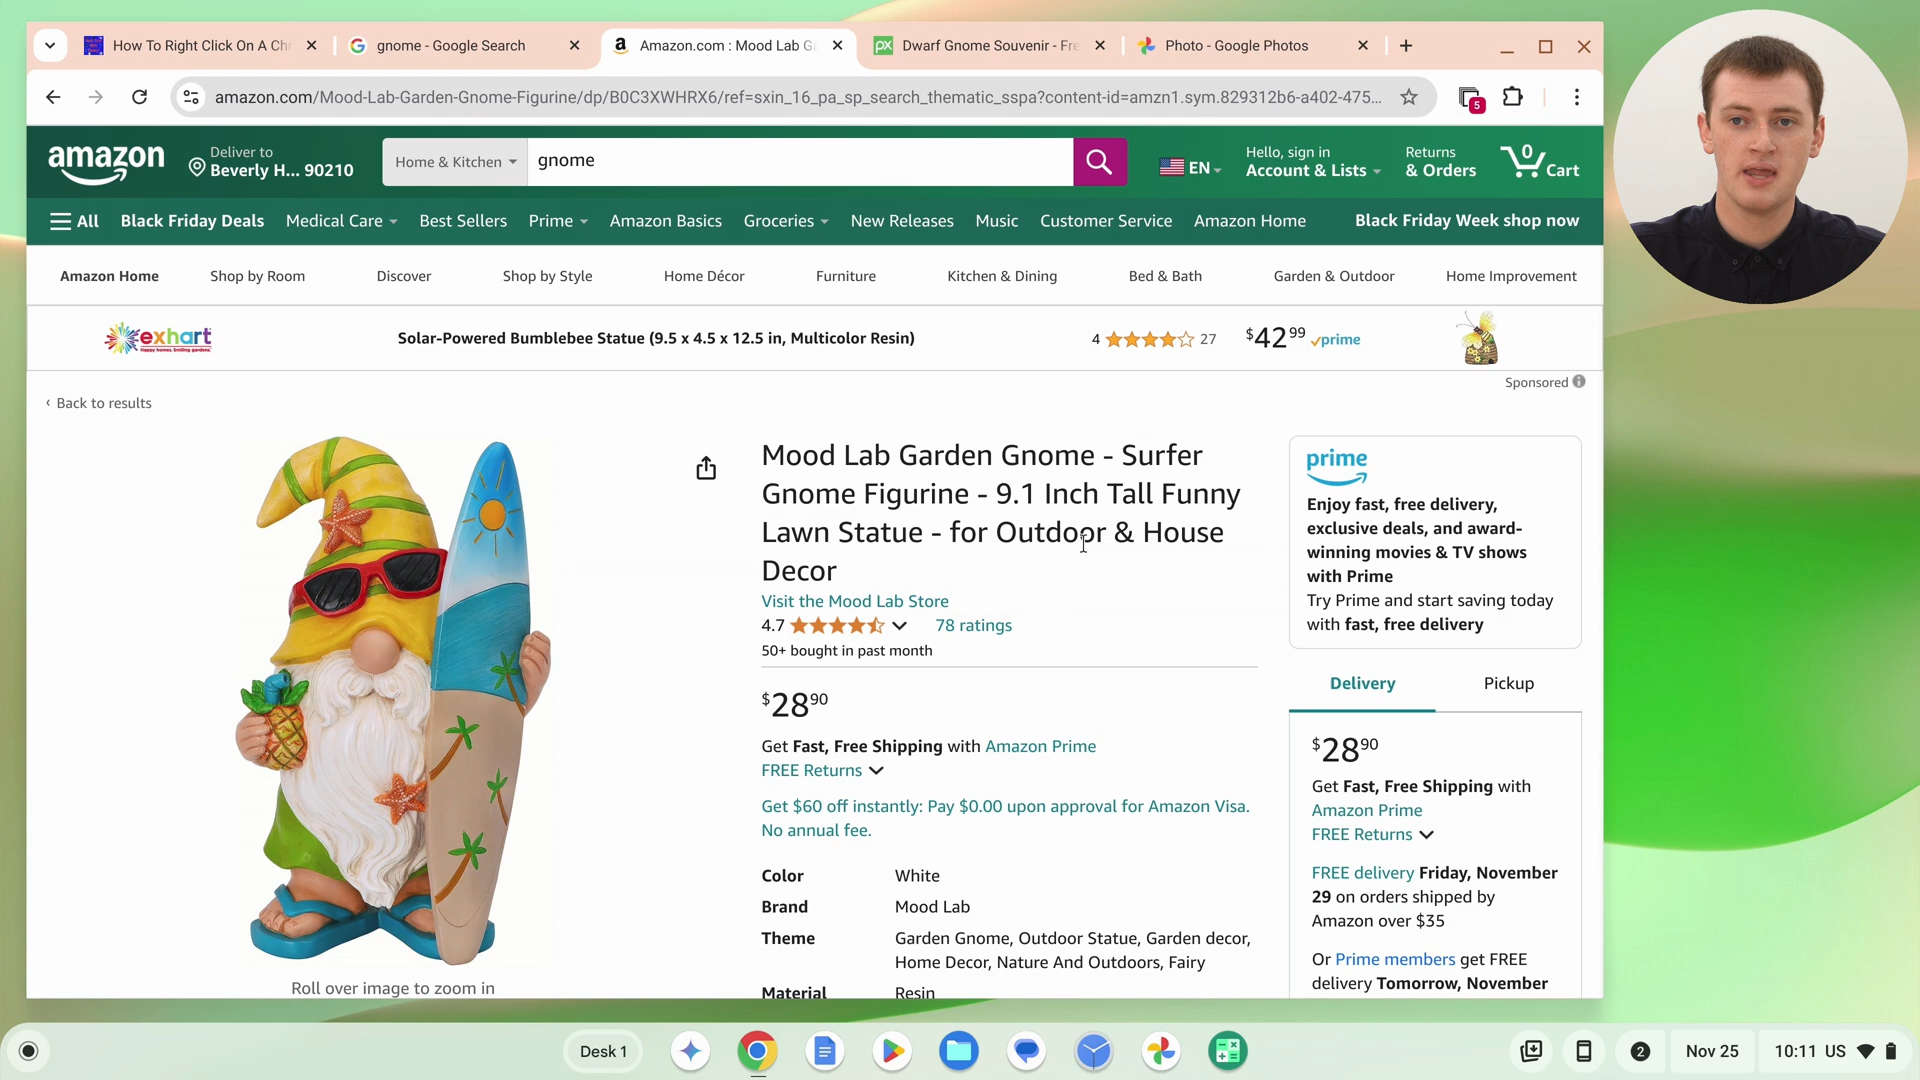 How To Right Click On A Ch
gnome - Google Search
Amazon.com : Mood Lab Ga
Dwarf Gnome Souvenir - Fre
Photo - Google Photos
amazon.com/Mood-Lab-Garden-Gnome-Figurine/dp/B0C3XWHRX6/ref=sxin_16_pa_sp_search_thematic_sspa?content-id=amzn1.sym.829312b6-a402-475...
5
amazon
Deliver to
Beverly H... 90210
Home & Kitchen
gnome
EN
Hello, sign in
Account & Lists
Returns
& Orders
0
Cart
All
Black Friday Deals
Medical Care
Best Sellers
Prime
Amazon Basics
Groceries
New Releases
Music
Customer Service
Amazon Home
Black Friday Week shop now
Amazon Home
Shop by Room
Discover
Shop by Style
Home Décor
Furniture
Kitchen & Dining
Bed & Bath
Garden & Outdoor
Home Improvement
exhart
Happy homes. Smiling gardens.
Solar-Powered Bumblebee Statue (9.5 x 4.5 x 12.5 in, Multicolor Resin)
4
27
$42 99
prime
Sponsored
‹ Back to results
Mood Lab Garden Gnome - Surfer
Gnome Figurine - 9.1 Inch Tall Funny
Lawn Statue - for Outdoor & House
Decor
Visit the Mood Lab Store
4.7
78 ratings
50+ bought in past month
$28 90
Get Fast, Free Shipping with Amazon Prime
FREE Returns
Get $60 off instantly: Pay $0.00 upon approval for Amazon Visa.
No annual fee.
Color White
Brand Mood Lab
Theme Garden Gnome, Outdoor Statue, Garden decor,
Home Decor, Nature And Outdoors, Fairy
Material Resin
Roll over image to zoom in
prime
Enjoy fast, free delivery,
exclusive deals, and award-
winning movies & TV shows
with Prime
Try Prime and start saving today
with fast, free delivery
Delivery
Pickup
$28 90
Get Fast, Free Shipping with
Amazon Prime
FREE Returns
FREE delivery Friday, November
29 on orders shipped by
Amazon over $35
Or Prime members get FREE
delivery Tomorrow, November
Desk 1
2
Nov 25
10:11 US